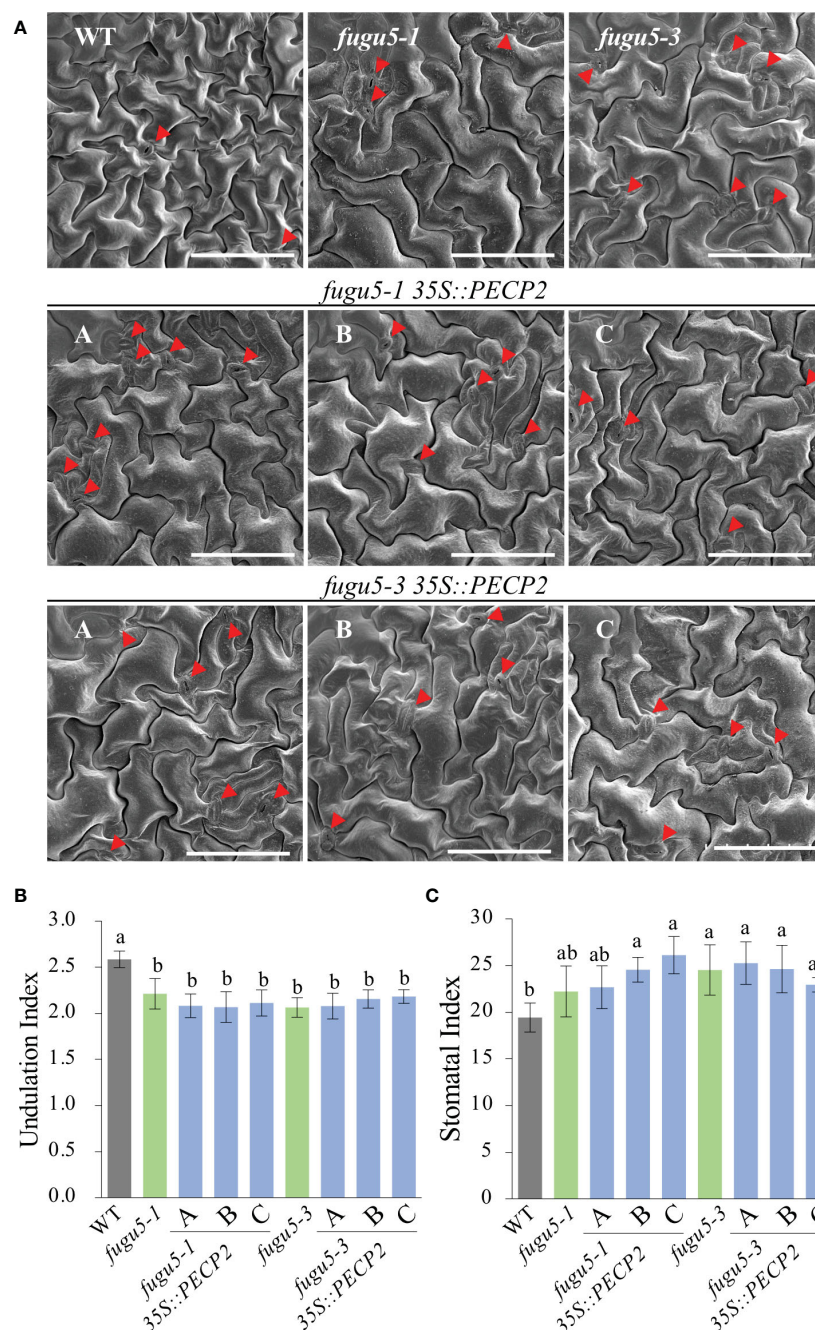 A
WT
fugu5-1
fugu5-3
fugu5-1 35S::PECP2
A
B
C
fugu5-3 35S::PECP2
A
B
C
B
Undulation Index
3.0
2.5
2.0
1.5
1.0
0.5
0.0
a
b
b
b
b
b
b
b
b
WT
fugu5-1
A
B
C
fugu5-1
35S::PECP2
fugu5-3
A
B
C
fugu5-3
35S::PECP2
C
Stomatal Index
30
25
20
15
10
5
0
b
ab
ab
a
a
a
a
a
WT
fugu5-1
A
B
C
fugu5-1
35S::PECP2
fugu5-3
A
B
fugu5-3
35S::PECP2